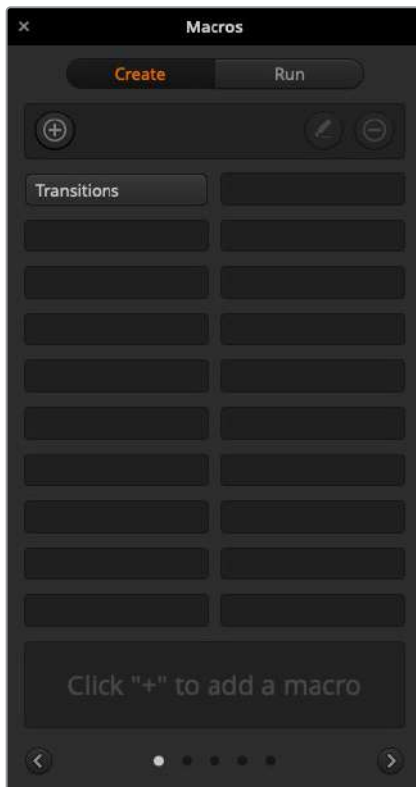 Macros
Create
Run
Transitions
Click "+" to add a macro